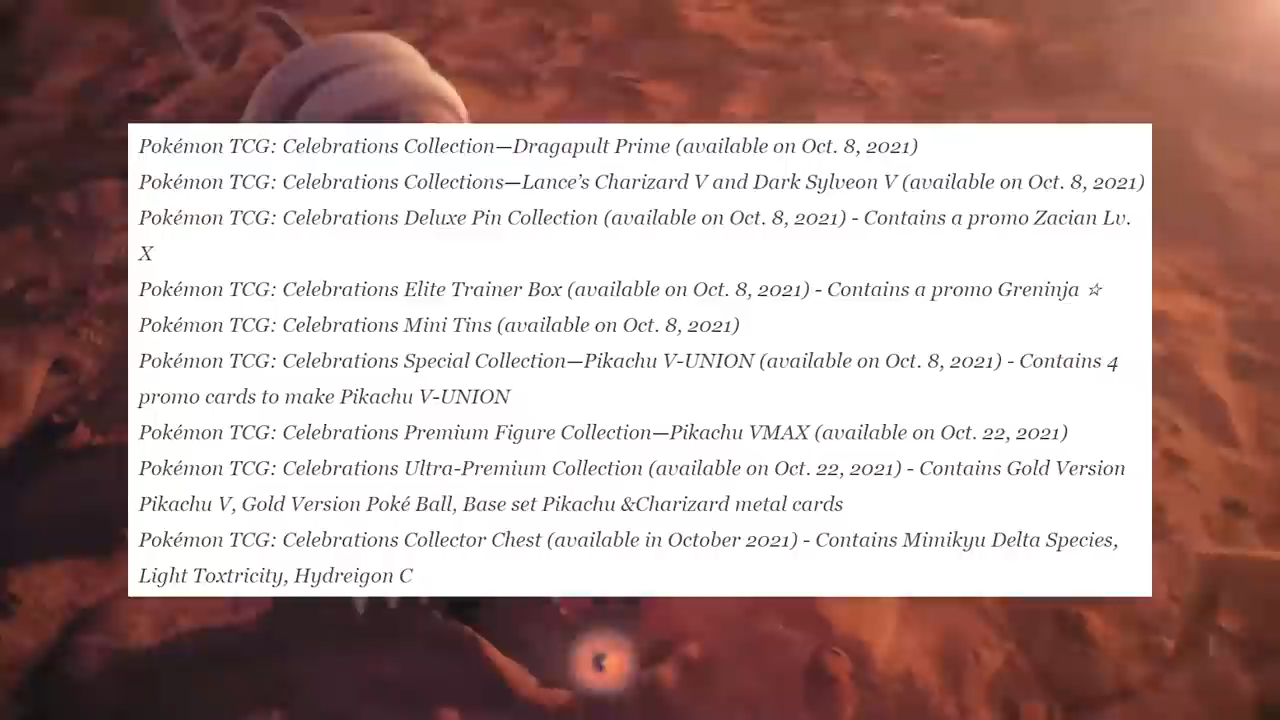 Pokémon TCG: Celebrations Collection—Dragapult Prime (available on Oct. 8, 2021)
Pokémon TCG: Celebrations Collections—Lance’s Charizard V and Dark Sylveon V (available on Oct. 8, 2021)
Pokémon TCG: Celebrations Deluxe Pin Collection (available on Oct. 8, 2021) - Contains a promo Zacian Lv.
X
Pokémon TCG: Celebrations Elite Trainer Box (available on Oct. 8, 2021) - Contains a promo Greninja ☆
Pokémon TCG: Celebrations Mini Tins (available on Oct. 8, 2021)
Pokémon TCG: Celebrations Special Collection—Pikachu V-UNION (available on Oct. 8, 2021) - Contains 4
promo cards to make Pikachu V-UNION
Pokémon TCG: Celebrations Premium Figure Collection—Pikachu VMAX (available on Oct. 22, 2021)
Pokémon TCG: Celebrations Ultra-Premium Collection (available on Oct. 22, 2021) - Contains Gold Version
Pikachu V, Gold Version Poké Ball, Base set Pikachu &Charizard metal cards
Pokémon TCG: Celebrations Collector Chest (available in October 2021) - Contains Mimikyu Delta Species,
Light Toxtricity, Hydreigon C